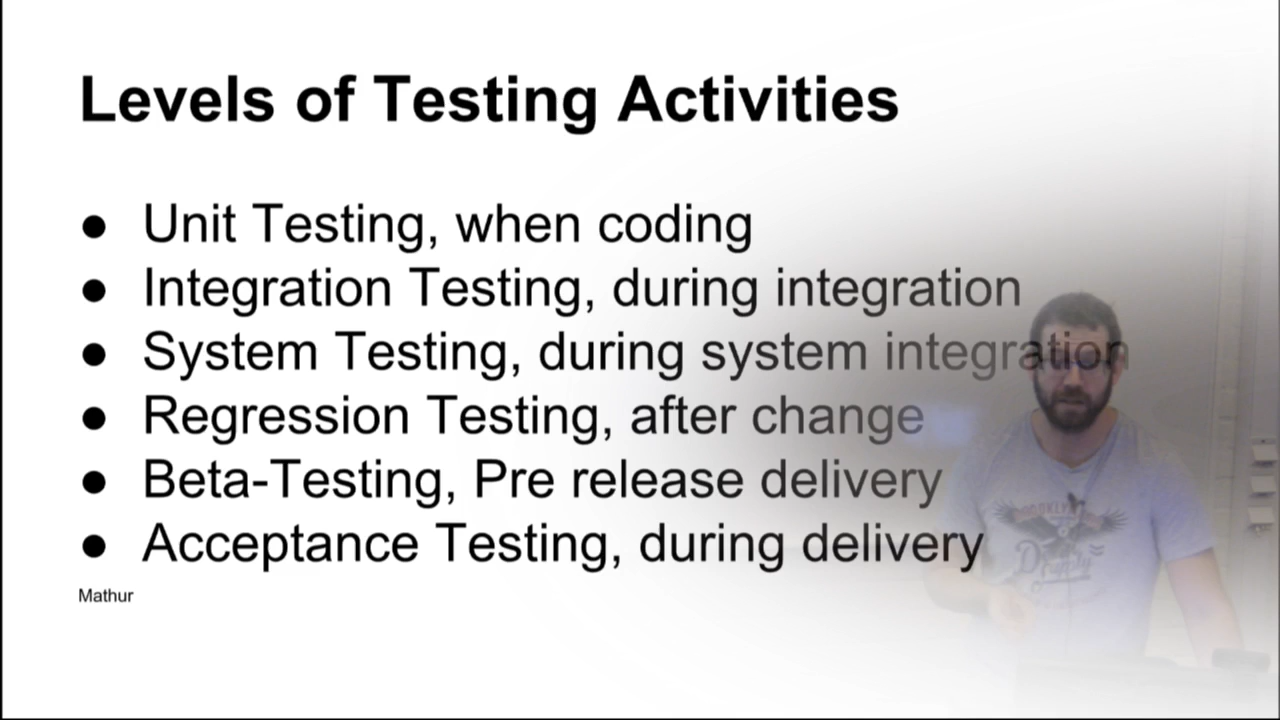 Levels of Testing Activities
● Unit Testing, when coding
● Integration Testing, during integration
● System Testing, during system integration
● Regression Testing, after change
● Beta-Testing, Pre release delivery
● Acceptance Testing, during delivery
Mathur